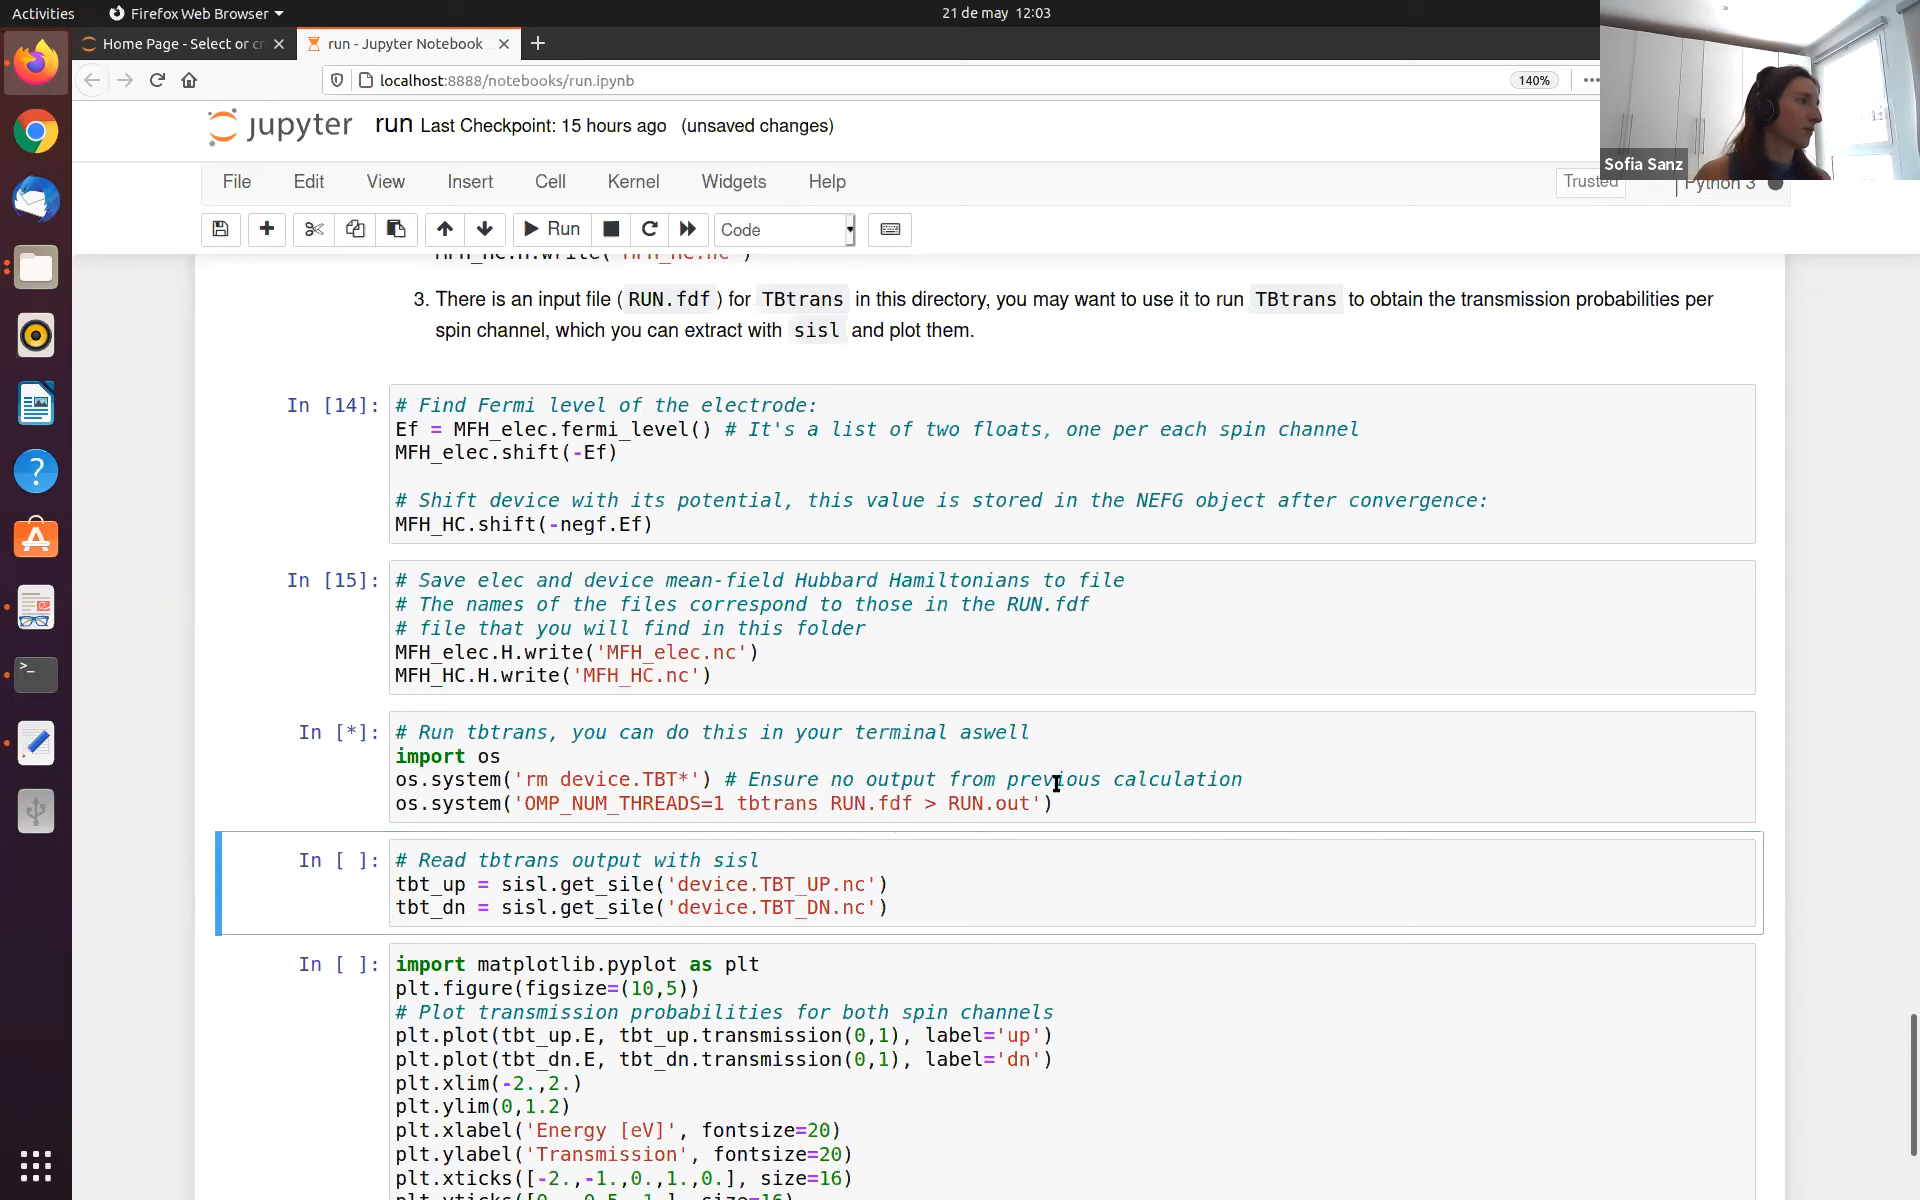 Activities
Firefox Web Browser
21 de may 12:03
Home Page - Select or cr
run - Jupyter Notebook
localhost:8888/notebooks/run.ipynb
140%
Sofia Sanz
jupyter run Last Checkpoint: 15 hours ago (unsaved changes)
File Edit View Insert Cell Kernel Widgets Help
Trusted
Python 3
Run
Code
MFH_HC.H.write('MFH_HC.nc')
3. There is an input file ( RUN.fdf ) for TBtrans in this directory, you may want to use it to run TBtrans to obtain the transmission probabilities per
spin channel, which you can extract with sisl and plot them.
In [14]: # Find Fermi level of the electrode:
Ef = MFH_elec.fermi_level() # It's a list of two floats, one per each spin channel
MFH_elec.shift(-Ef)
# Shift device with its potential, this value is stored in the NEFG object after convergence:
MFH_HC.shift(-negf.Ef)
In [15]: # Save elec and device mean-field Hubbard Hamiltonians to file
# The names of the files correspond to those in the RUN.fdf
# file that you will find in this folder
MFH_elec.H.write('MFH_elec.nc')
MFH_HC.H.write('MFH_HC.nc')
In [*]: # Run tbtrans, you can do this in your terminal aswell
import os
os.system('rm device.TBT*') # Ensure no output from previous calculation
os.system('OMP_NUM_THREADS=1 tbtrans RUN.fdf > RUN.out')
In [ ]: # Read tbtrans output with sisl
tbt_up = sisl.get_sile('device.TBT_UP.nc')
tbt_dn = sisl.get_sile('device.TBT_DN.nc')
In [ ]: import matplotlib.pyplot as plt
plt.figure(figsize=(10,5))
# Plot transmission probabilities for both spin channels
plt.plot(tbt_up.E, tbt_up.transmission(0,1), label='up')
plt.plot(tbt_dn.E, tbt_dn.transmission(0,1), label='dn')
plt.xlim(-2.,2.)
plt.ylim(0,1.2)
plt.xlabel('Energy [eV]', fontsize=20)
plt.ylabel('Transmission', fontsize=20)
plt.xticks([-2.,-1.,0.,1.,0.], size=16)